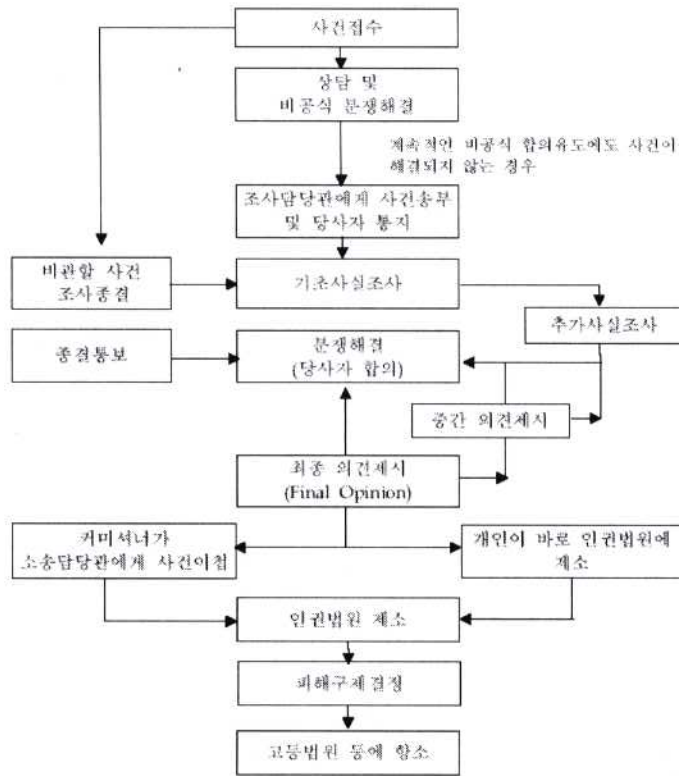 사건접수
상담 및
비공식 분쟁해결
계속적인 비공식 합의유도에도 사건이
해결되지 않는 경우
조사담당관에게 사건송부
및 당사자 통지
비관할 사건
조사종결
기초사실조사
추가사실조사
종결통보
분쟁해결
(당사자 합의)
중간 의견제시
최종 의견제시
(Final Opinion)
커미셔너가
소송담당관에게 사건이첩
개인이 바로 인권법원에
제소
인권법원 제소
피해구제결정
고등법원 등에 항소